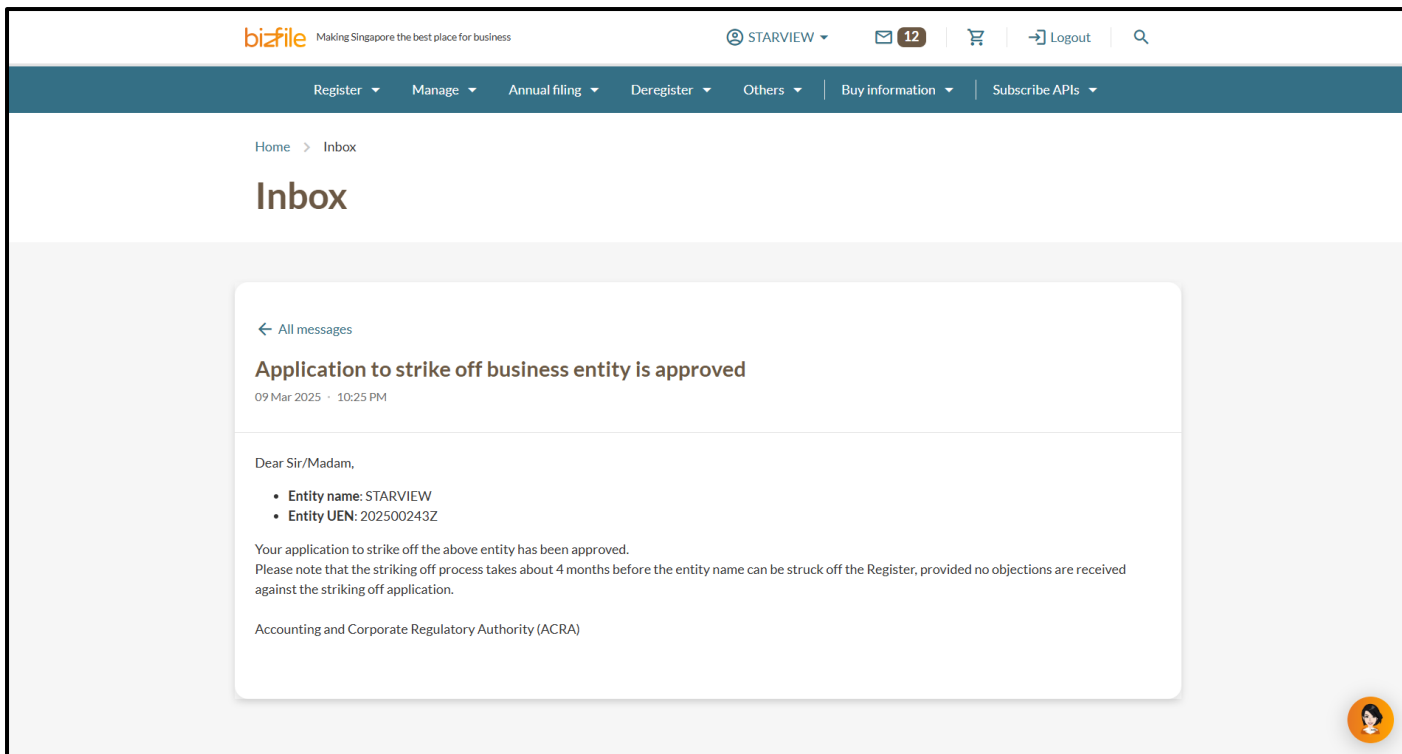 bizfile Making Singapore the best place for business
STARVIEW 12 Logout
Register Manage Annual filing Deregister Others Buy information Subscribe APIs
Home > Inbox
Inbox
All messages
Application to strike off business entity is approved
09 Mar 2025 · 10:25 PM
Dear Sir/Madam,
• Entity name: STARVIEW
• Entity UEN: 202500243Z
Your application to strike off the above entity has been approved.
Please note that the striking off process takes about 4 months before the entity name can be struck off the Register, provided no objections are received
against the striking off application.
Accounting and Corporate Regulatory Authority (ACRA)